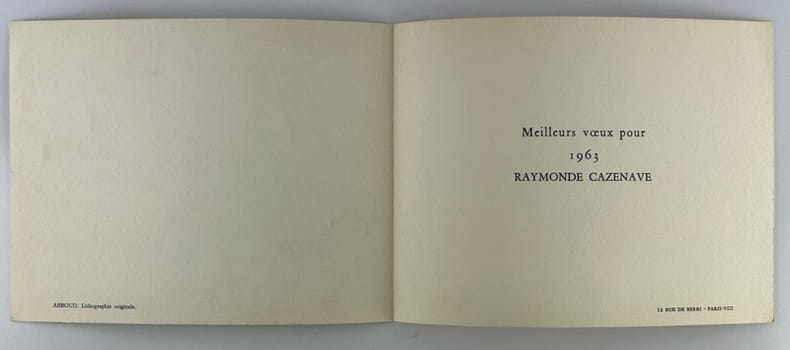 ABBOUD. Lithographie originale.
Meilleurs vœux pour
1963
RAYMONDE CAZENAVE
12 RUE DE BERRI - PARIS-VIII